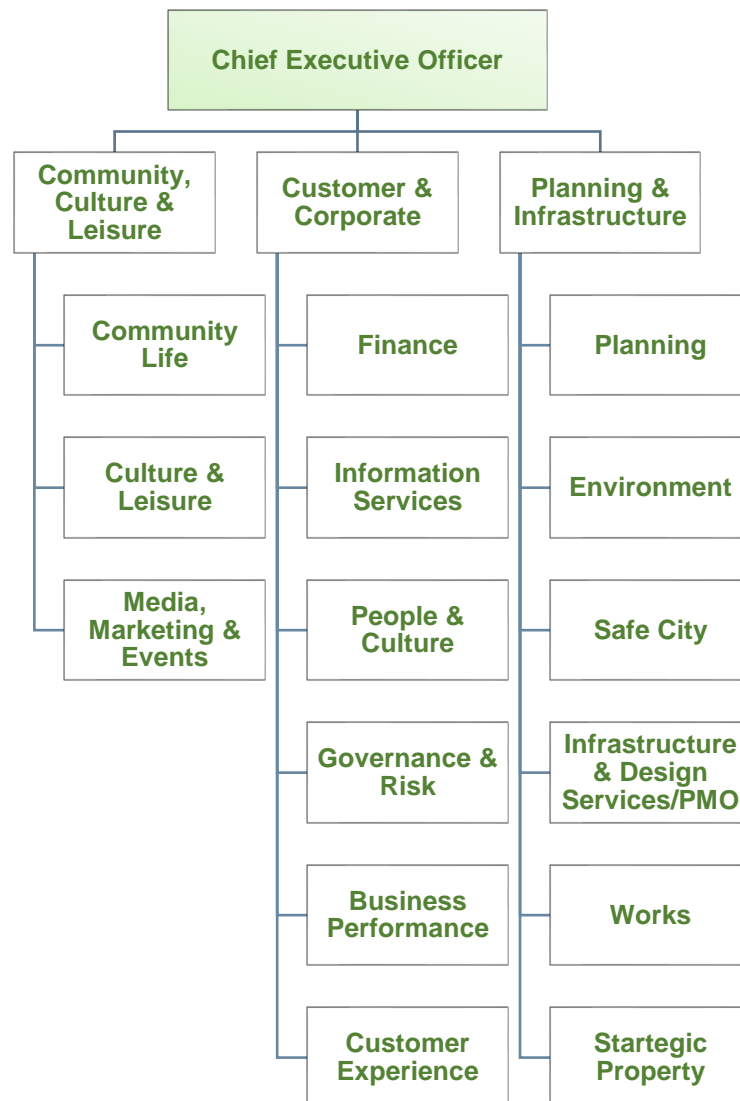 Chief Executive Officer
Community,
Culture &
Leisure
Customer &
Corporate
Planning &
Infrastructure
Community
Life
Culture &
Leisure
Media,
Marketing &
Events
Finance
Information
Services
People &
Culture
Governance &
Risk
Business
Performance
Customer
Experience
Planning
Environment
Safe City
Infrastructure
& Design
Services/PMO
Works
Startegic
Property